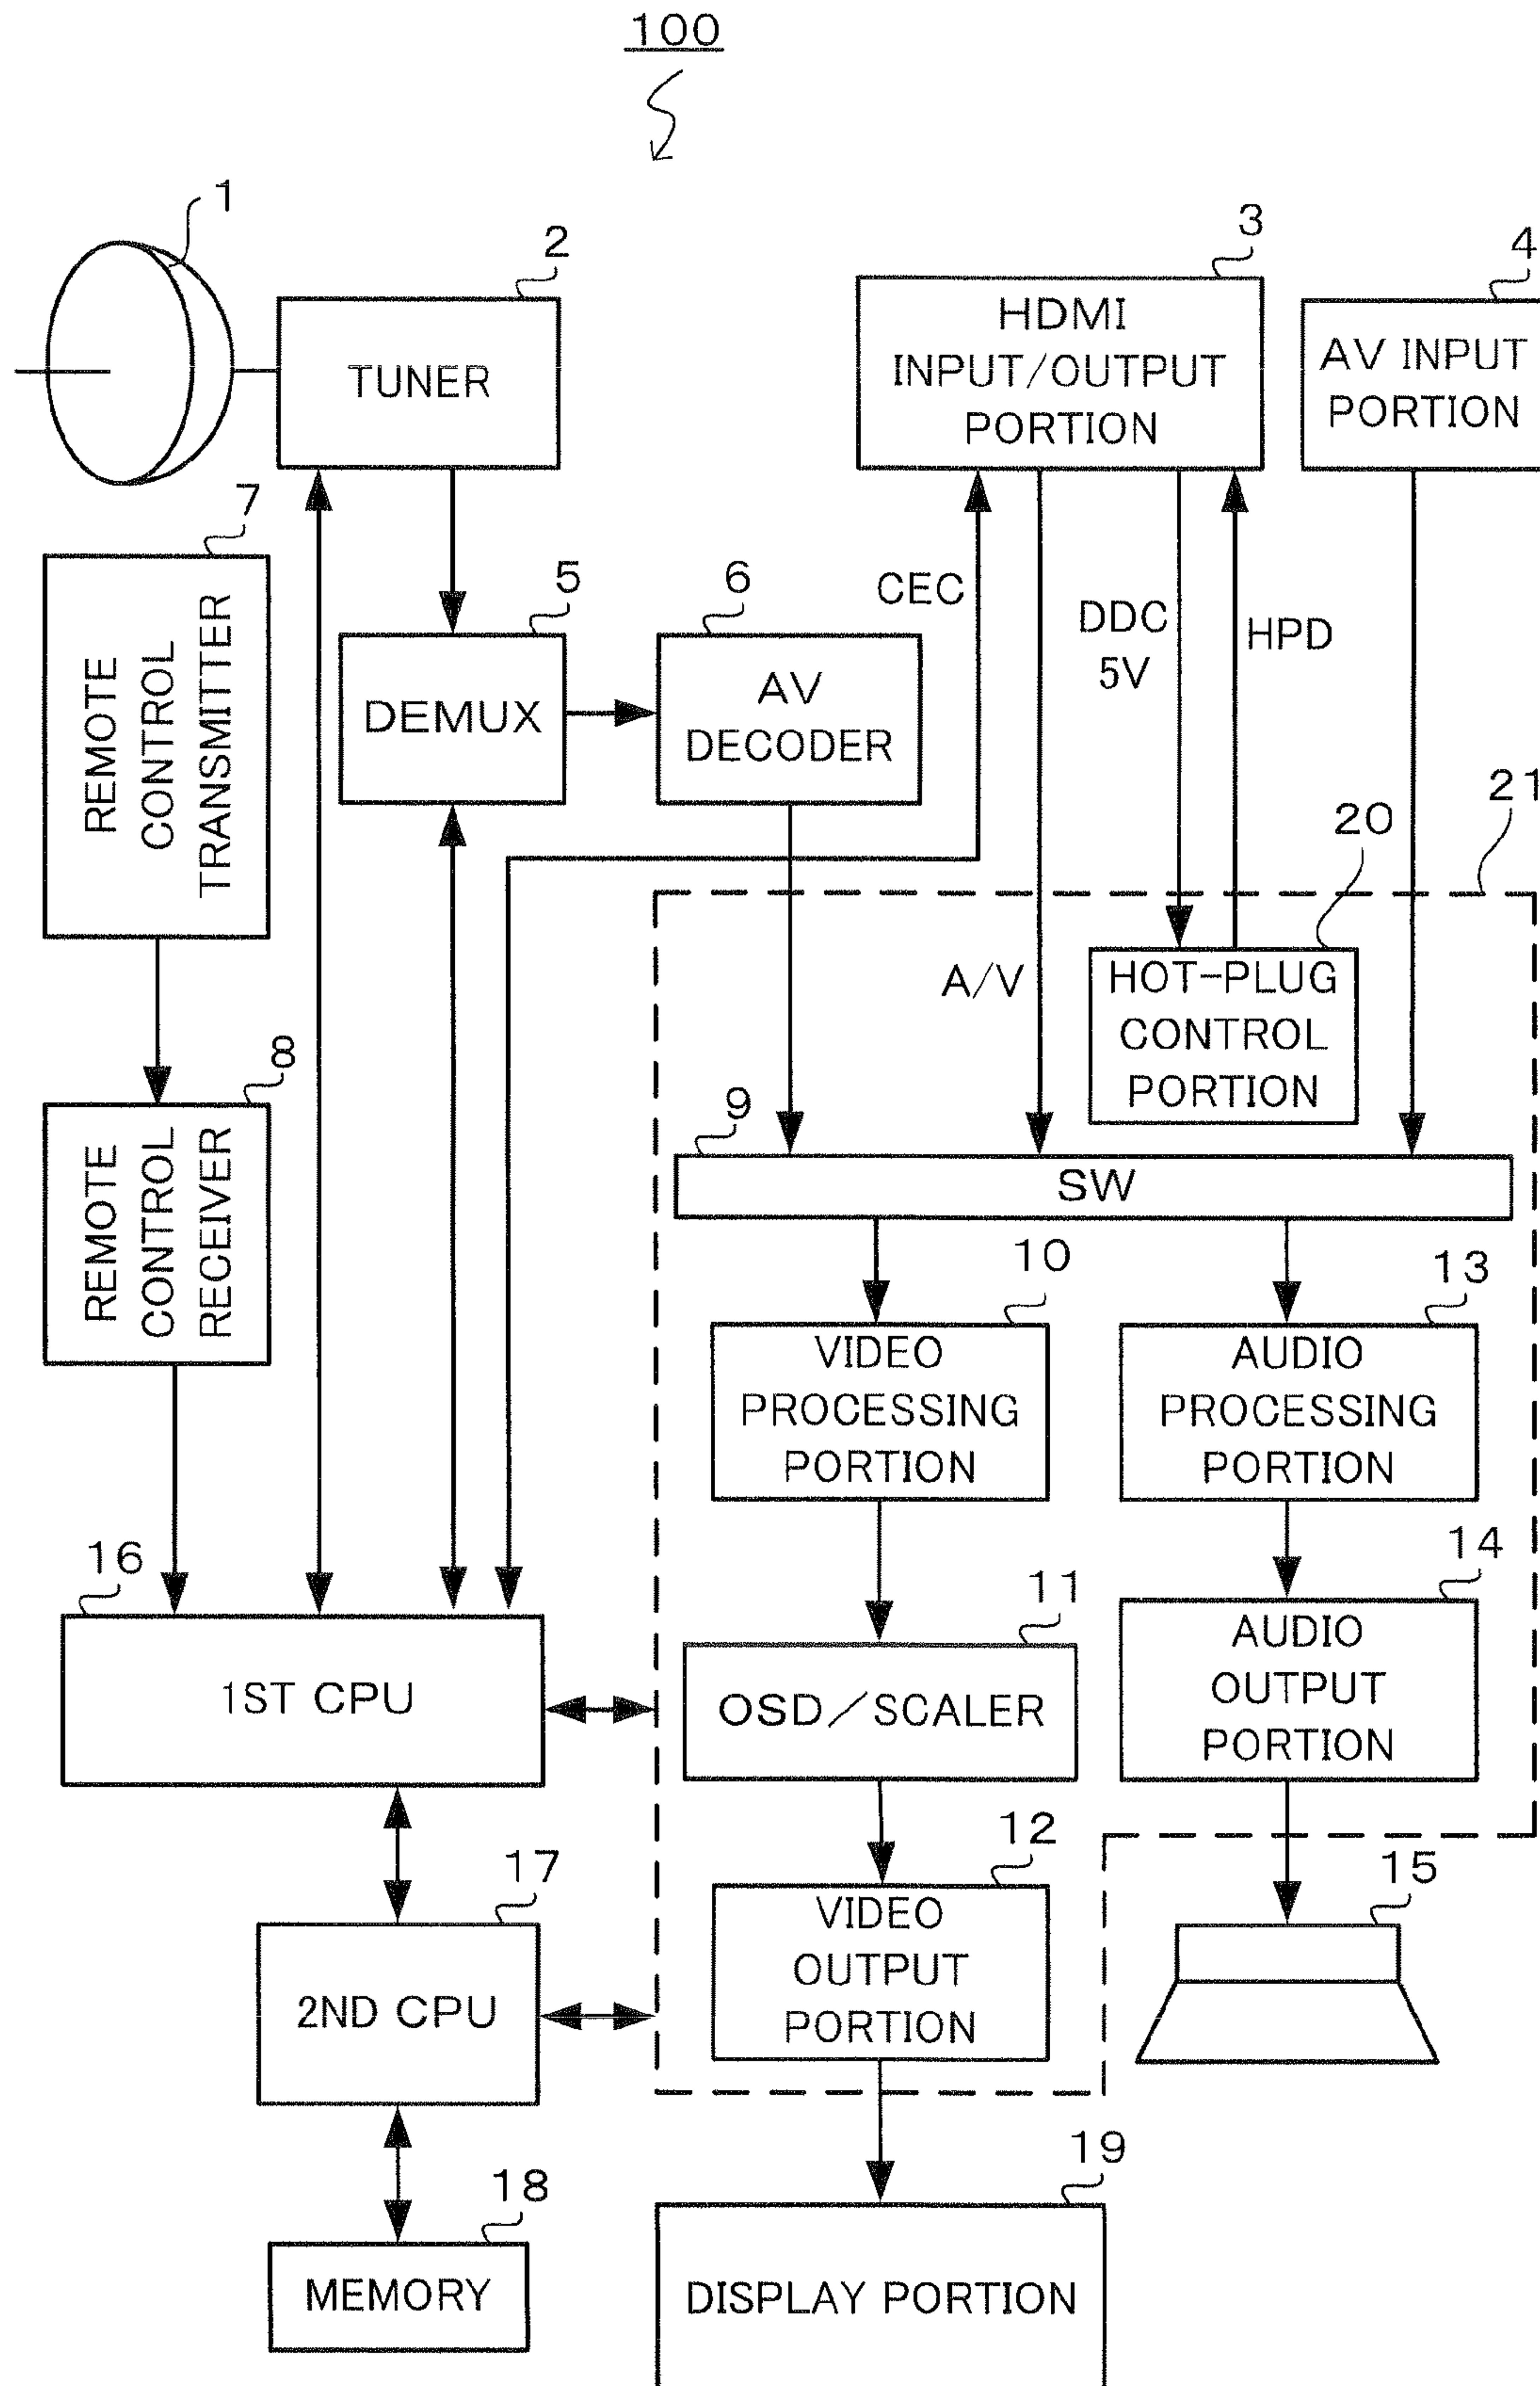 100
1
2
3
4
TUNER
HDMI
INPUT/OUTPUT
PORTION
AV INPUT
PORTION
7
5
6
CEC
DDC
5V
HPD
REMOTE
CONTROL
TRANSMITTER
DEMUX
AV
DECODER
21
20
A/V
HOT-PLUG
CONTROL
PORTION
8
9
REMOTE
CONTROL
RECEIVER
SW
10
13
VIDEO
PROCESSING
PORTION
AUDIO
PROCESSING
PORTION
16
11
14
1ST CPU
OSD/SCALER
AUDIO
OUTPUT
PORTION
17
12
15
2ND CPU
VIDEO
OUTPUT
PORTION
18
19
MEMORY
DISPLAY PORTION